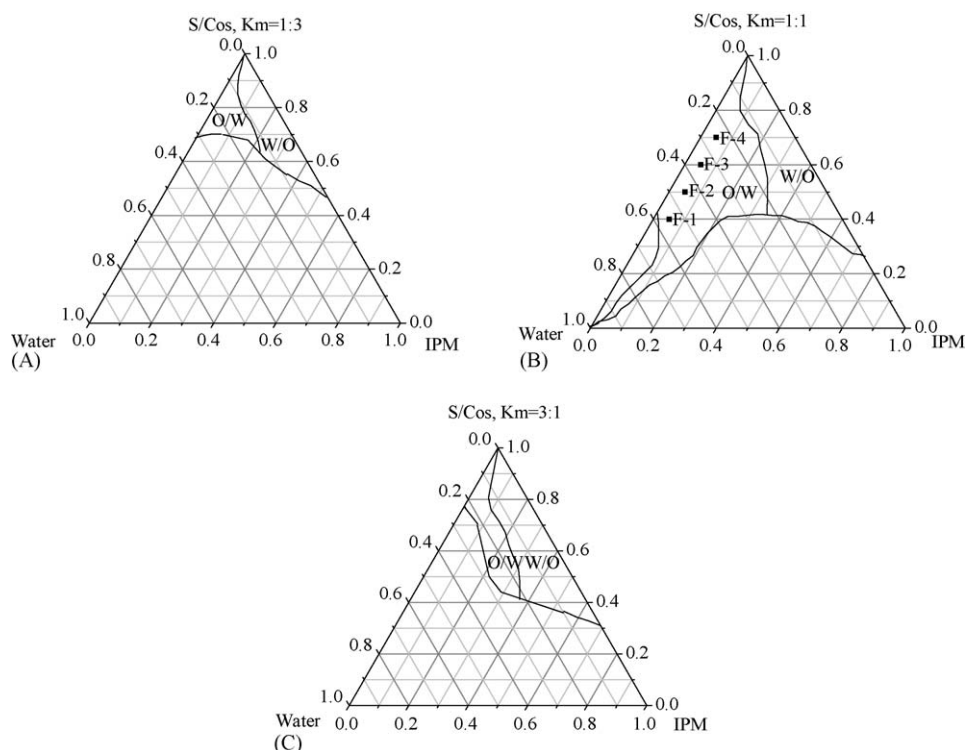 S/Cos, Km=1:3
0.0 1.0
0.2 0.8
O/W
W/O
0.4 0.6
0.6 0.4
0.8 0.2
1.0 0.0
Water 0.0 0.2 0.4 0.6 0.8 1.0 IPM
(A)
S/Cos, Km=1:1
0.0 1.0
0.2 0.8
F-4
0.4 F-3 0.6
W/O
F-2 O/W
0.6 F-1 0.4
0.8 0.2
1.0 0.0
Water 0.0 0.2 0.4 0.6 0.8 1.0 IPM
(B)
S/Cos, Km=3:1
0.0 1.0
0.2 0.8
0.4 0.6
O/W W/O
0.6 0.4
0.8 0.2
1.0 0.0
Water 0.0 0.2 0.4 0.6 0.8 1.0 IPM
(C)